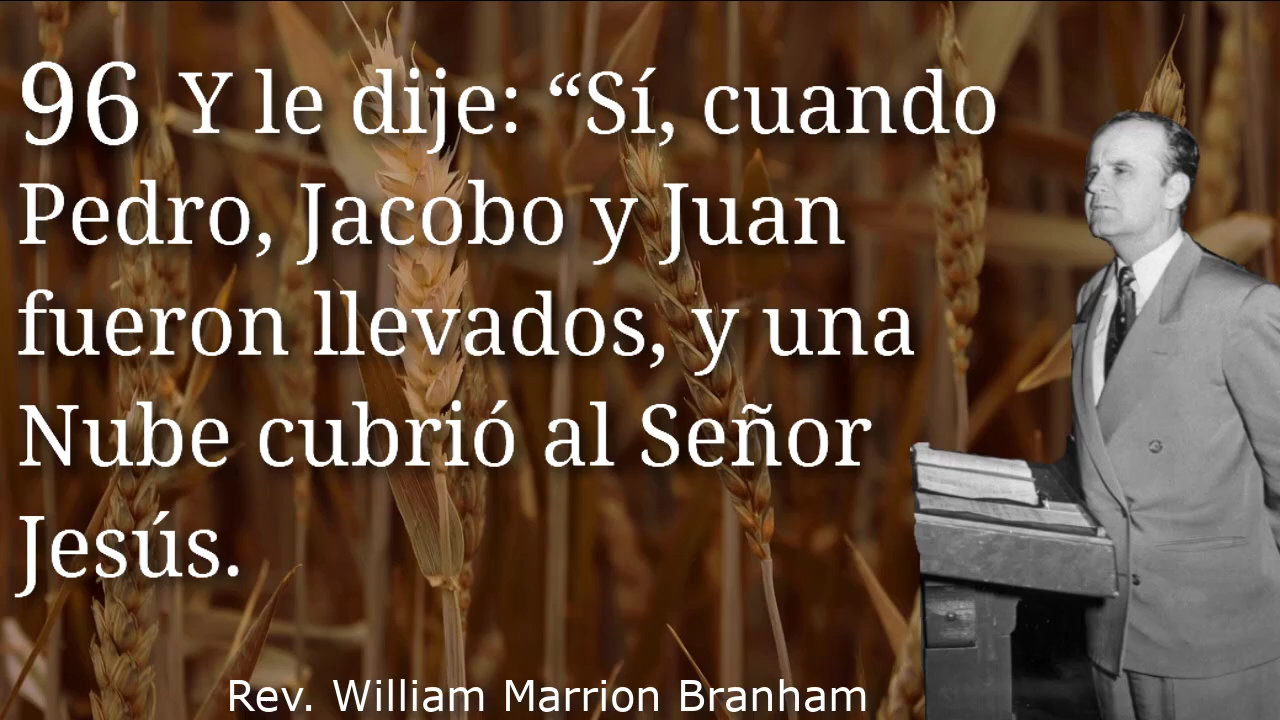 96 Y le dije: “Sí, cuando
Pedro, Jacobo y Juan
fueron llevados, y una
Nube cubrió al Señor
Jesús.
Rev. William Marrion Branham